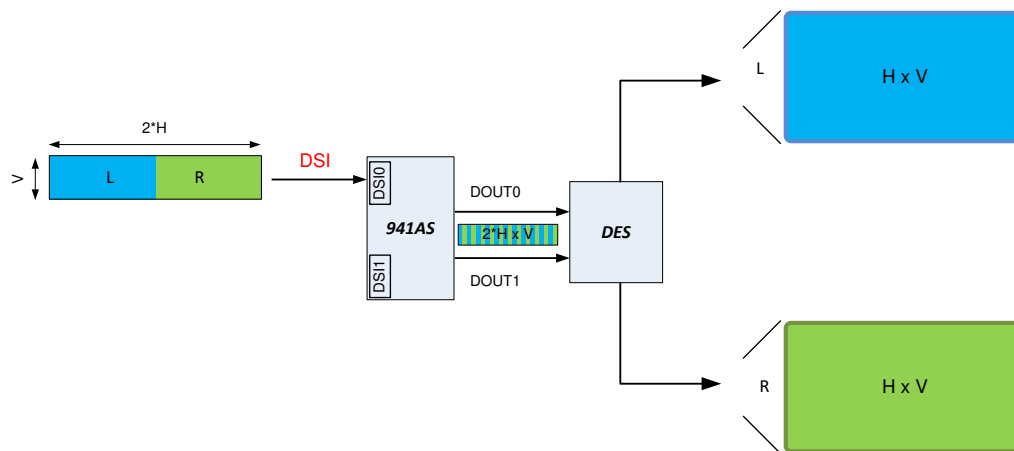 2*H
V
L
R
DSI
DSI0
941AS
DSI1
DOUT0
2*H x V
DOUT1
DES
L
H x V
R
H x V